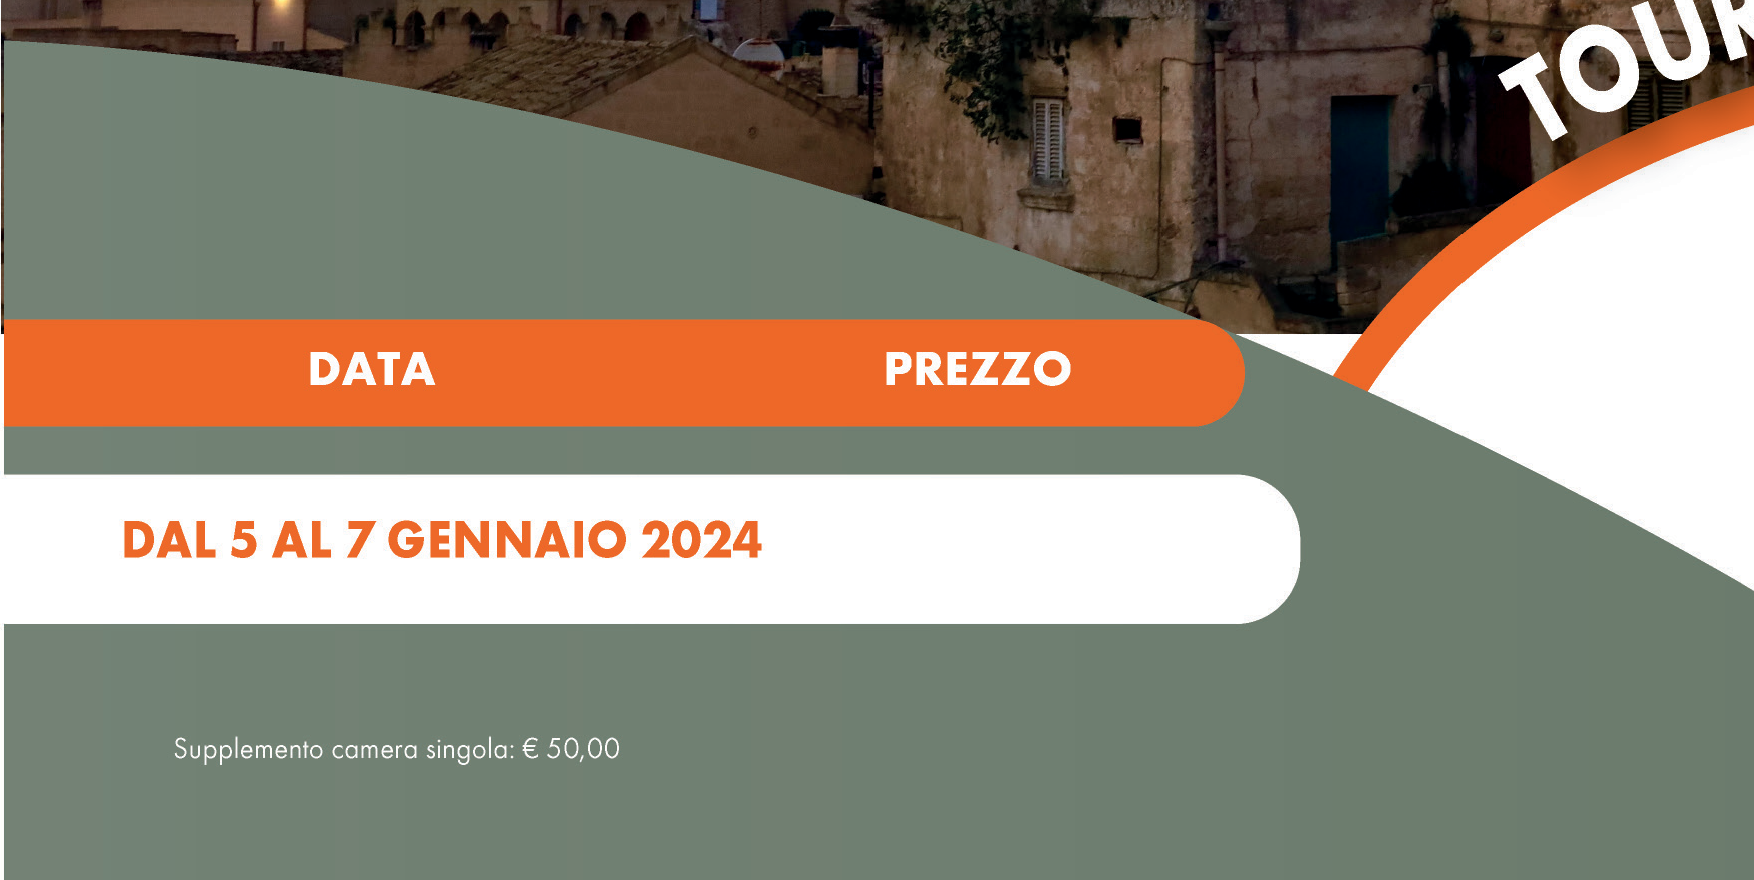 TOUR
DATA PREZZO
DAL 5 AL 7 GENNAIO 2024
Supplemento camera singola: € 50,00